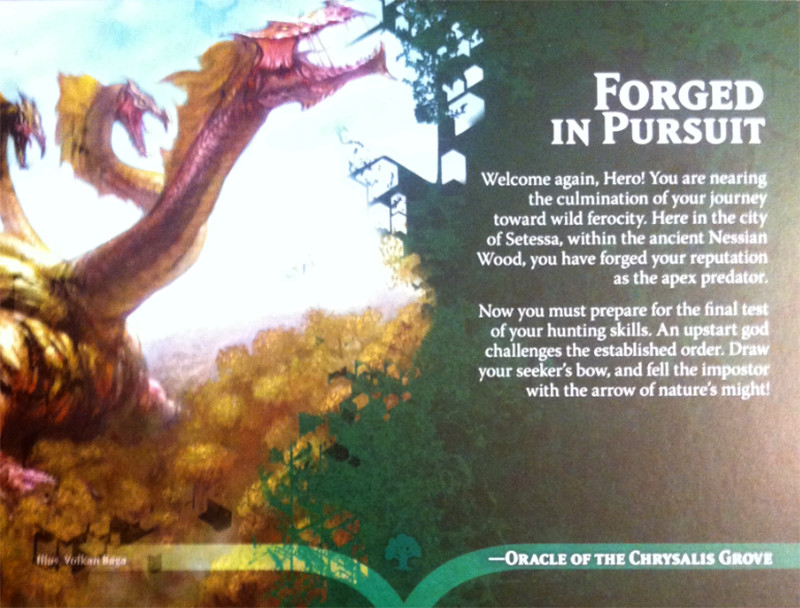 FORGED
IN PURSUIT
Welcome again, Hero! You are nearing
the culmination of your journey
toward wild ferocity. Here in the city
of Setessa, within the ancient Nessian
Wood, you have forged your reputation
as the apex predator.
Now you must prepare for the final test
of your hunting skills. An upstart god
challenges the established order. Draw
your seeker's bow, and fell the impostor
with the arrow of nature's might!
Illus. Volkan Baga
—ORACLE OF THE CHRYSALIS GROVE